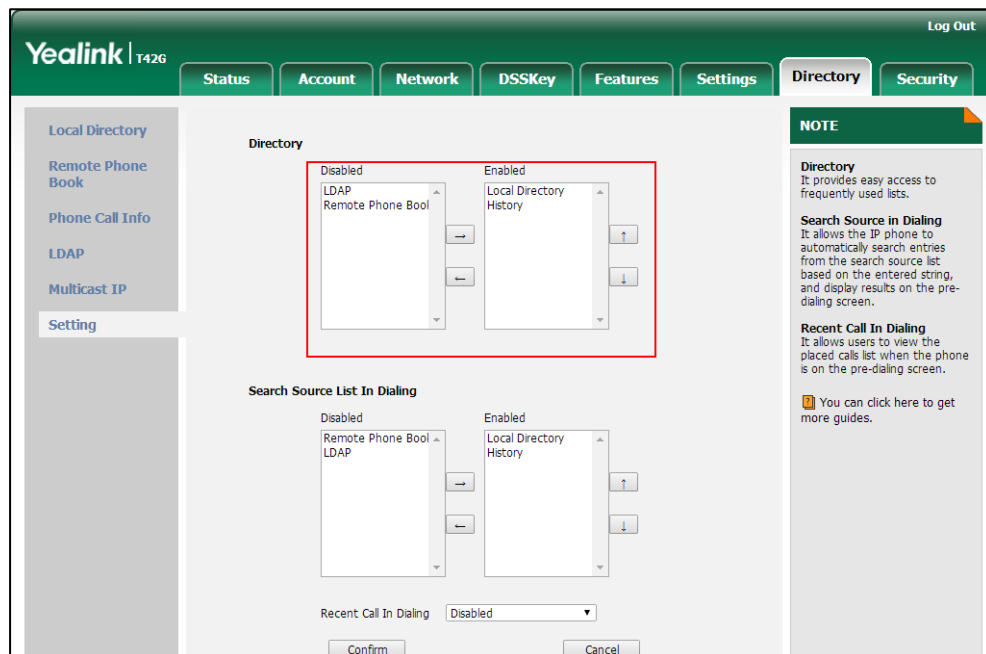 Log Out
Yealink T42G
Status Account Network DSSKey Features Settings Directory Security
Local Directory
Remote Phone
Book
Phone Call Info
LDAP
Multicast IP
Setting
Directory
Disabled Enabled
LDAP
Remote Phone Bool
Local Directory
History
→
←
↑
↓
Search Source List In Dialing
Disabled Enabled
Remote Phone Bool
LDAP
Local Directory
History
→
←
↑
↓
Recent Call In Dialing Disabled
Confirm Cancel
NOTE
Directory
It provides easy access to
frequently used lists.
Search Source in Dialing
It allows the IP phone to
automatically search entries
from the search source list
based on the entered string,
and display results on the pre-
dialing screen.
Recent Call In Dialing
It allows users to view the
placed calls list when the phone
is on the pre-dialing screen.
? You can click here to get
more guides.